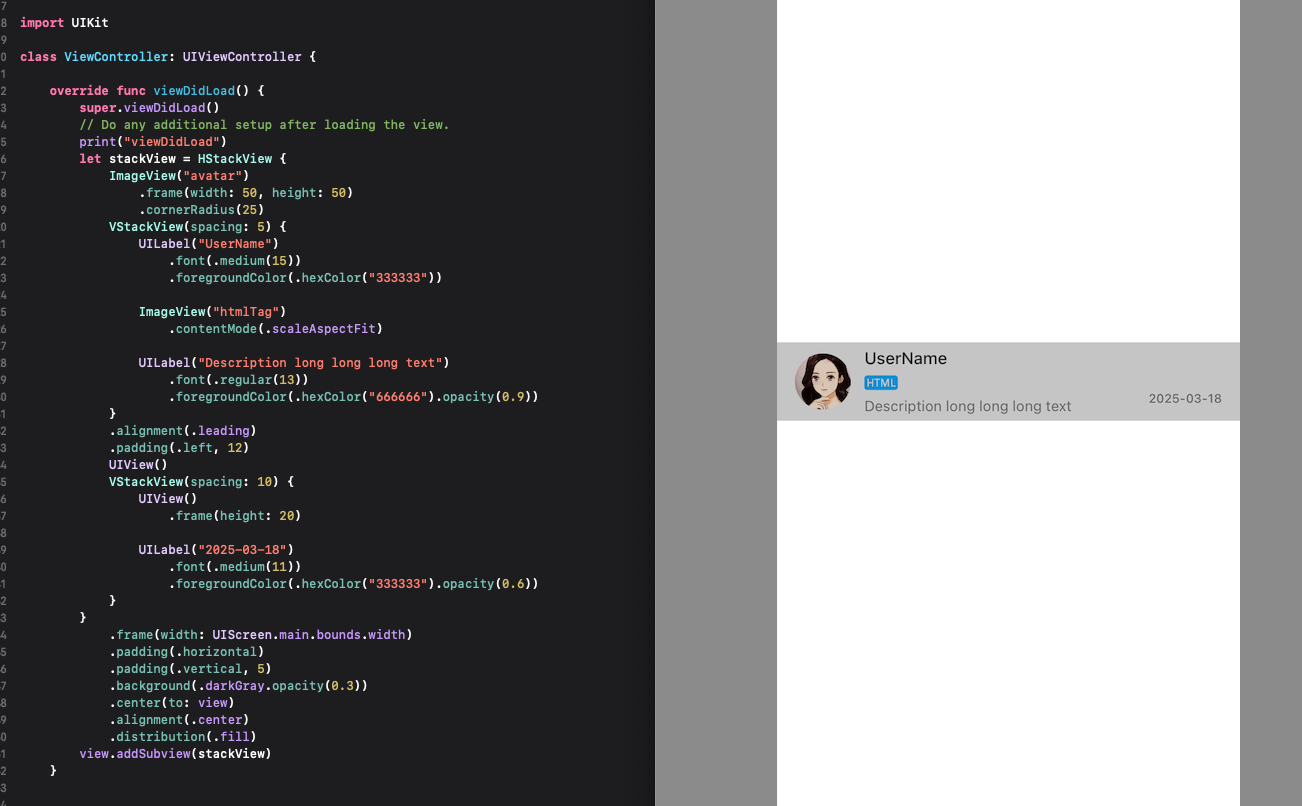 7
8 import UIKit
9
0 class ViewController: UIViewController {
1
2 override func viewDidLoad() {
3 super.viewDidLoad()
4 // Do any additional setup after loading the view.
5 print("viewDidLoad")
6 let stackView = HStackView {
7 ImageView("avatar")
8 .frame(width: 50, height: 50)
9 .cornerRadius(25)
0 VStackView(spacing: 5) {
1 UILabel("UserName")
2 .font(.medium(15))
3 .foregroundColor(.hexColor("333333"))
4
5 ImageView("htmlTag")
6 .contentMode(.scaleAspectFit)
7
8 UILabel("Description long long long text")
9 .font(.regular(13))
0 .foregroundColor(.hexColor("666666").opacity(0.9))
1 }
2 .alignment(.leading)
3 .padding(.left, 12)
4 UIView()
5 VStackView(spacing: 10) {
6 UIView()
7 .frame(height: 20)
8
9 UILabel("2025-03-18")
0 .font(.medium(11))
1 .foregroundColor(.hexColor("333333").opacity(0.6))
2 }
3 }
4 .frame(width: UIScreen.main.bounds.width)
5 .padding(.horizontal)
6 .padding(.vertical, 5)
7 .background(.darkGray.opacity(0.3))
8 .center(to: view)
9 .alignment(.center)
0 .distribution(.fill)
1 view.addSubview(stackView)
2 }
3
UserName
HTML
Description long long long text
2025-03-18